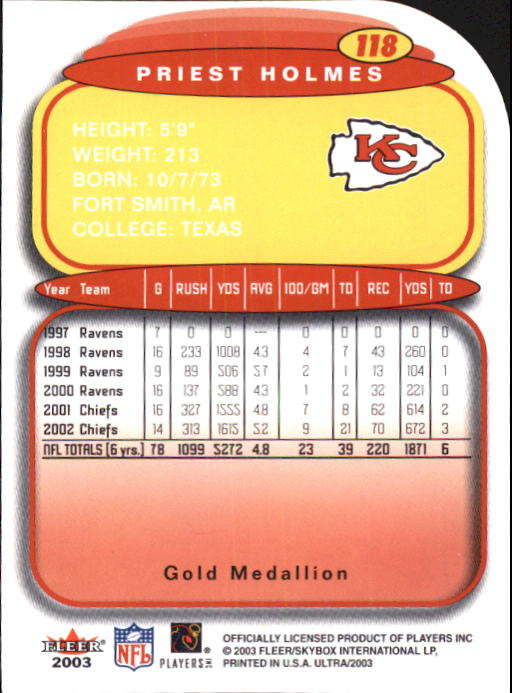 118
PRIEST HOLMES
KC
HEIGHT: 5'9"
WEIGHT: 213
BORN: 10/7/73
FORT SMITH, AR
COLLEGE: TEXAS
Year Team G RUSH YDS AVG 100/GM TD REC YDS TD
1997 Ravens 7 0 0 --- 0 0 0 0 0
1998 Ravens 16 233 1008 4.3 4 7 43 260 0
1999 Ravens 9 89 506 5.7 2 1 13 104 1
2000 Ravens 16 137 588 4.3 1 2 32 221 0
2001 Chiefs 16 327 1555 4.8 7 8 62 614 2
2002 Chiefs 14 313 1615 5.2 9 21 70 672 3
NFL TOTALS (6 yrs.) 78 1099 5272 4.8 23 39 220 1871 6
Gold Medallion
FLEER
2003
NFL
PLAYERS INC
OFFICIALLY LICENSED PRODUCT OF PLAYERS INC
© 2003 FLEER/SKYBOX INTERNATIONAL LP,
PRINTED IN U.S.A. ULTRA/2003